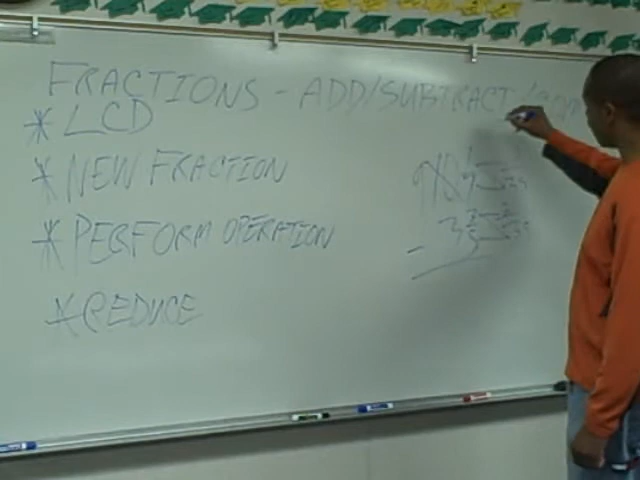 FRACTIONS - ADD/SUBTRACT/
* LCD
* NEW FRACTION
* PERFORM OPERATION
* REDUCE